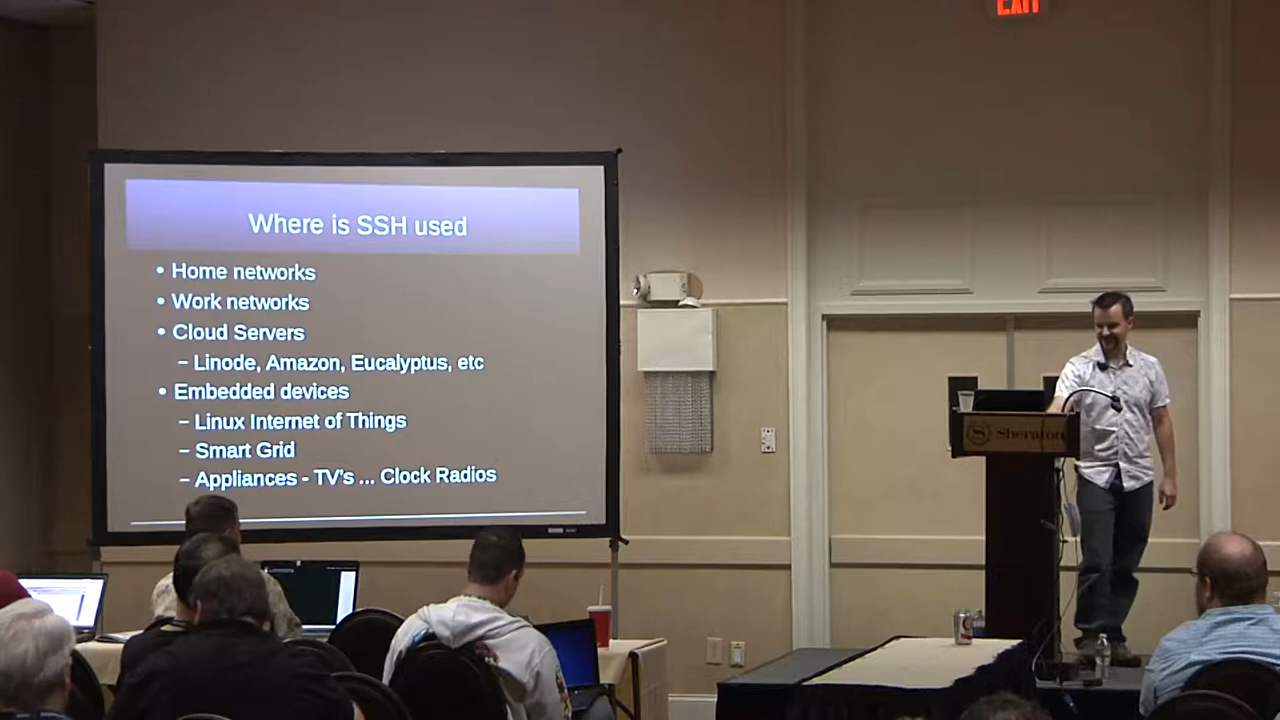 EXIT
Where is SSH used
• Home networks
• Work networks
• Cloud Servers
– Linode, Amazon, Eucalyptus, etc
• Embedded devices
– Linux Internet of Things
– Smart Grid
– Appliances - TV's ... Clock Radios
S Sheraton